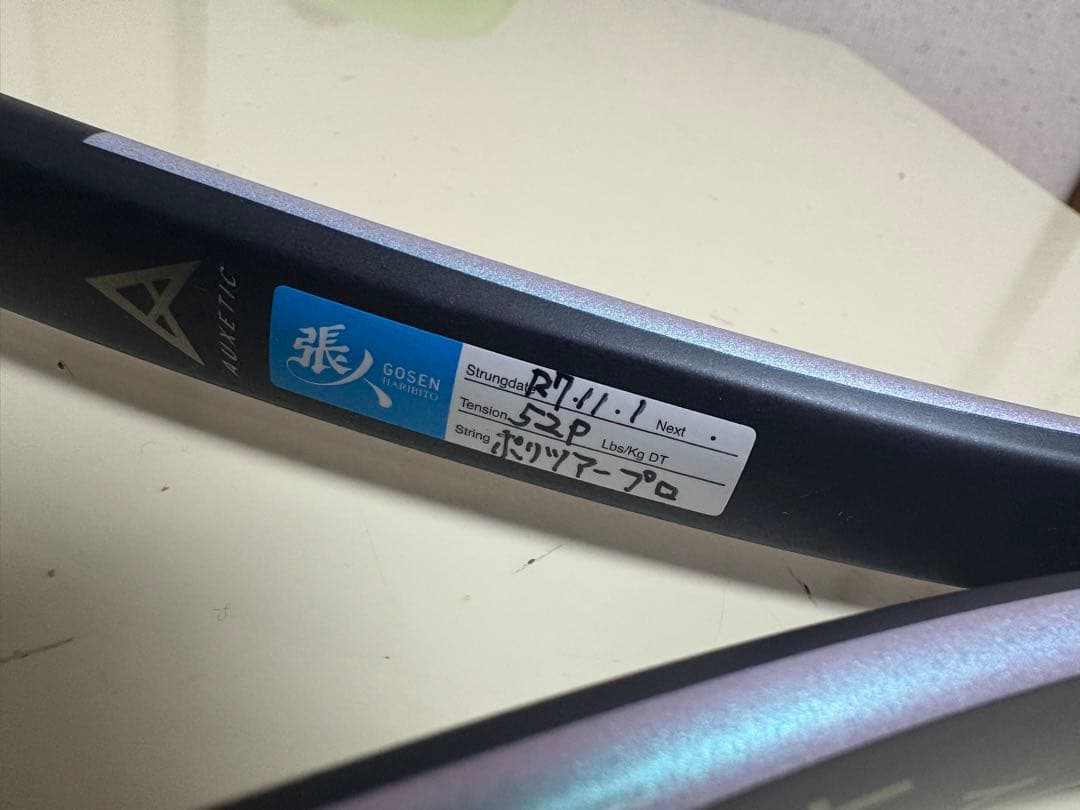 AUXETIC
張人
GOSEN
HARIBITO
Strungdate R7.11.1 Next .
Tension 52P Lbs/Kg DT
String ポリツアープロ